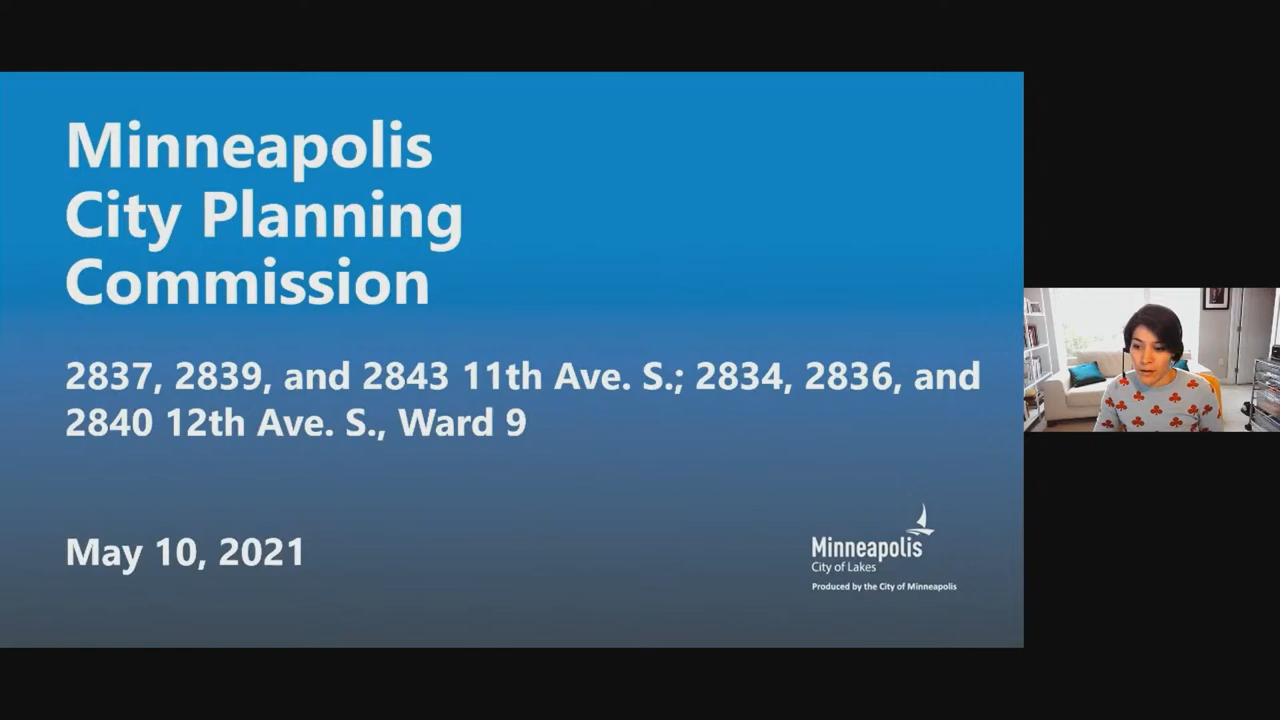 Minneapolis
City Planning
Commission
2837, 2839, and 2843 11th Ave. S.; 2834, 2836, and
2840 12th Ave. S., Ward 9
May 10, 2021
Minneapolis
City of Lakes
Produced by the City of Minneapolis